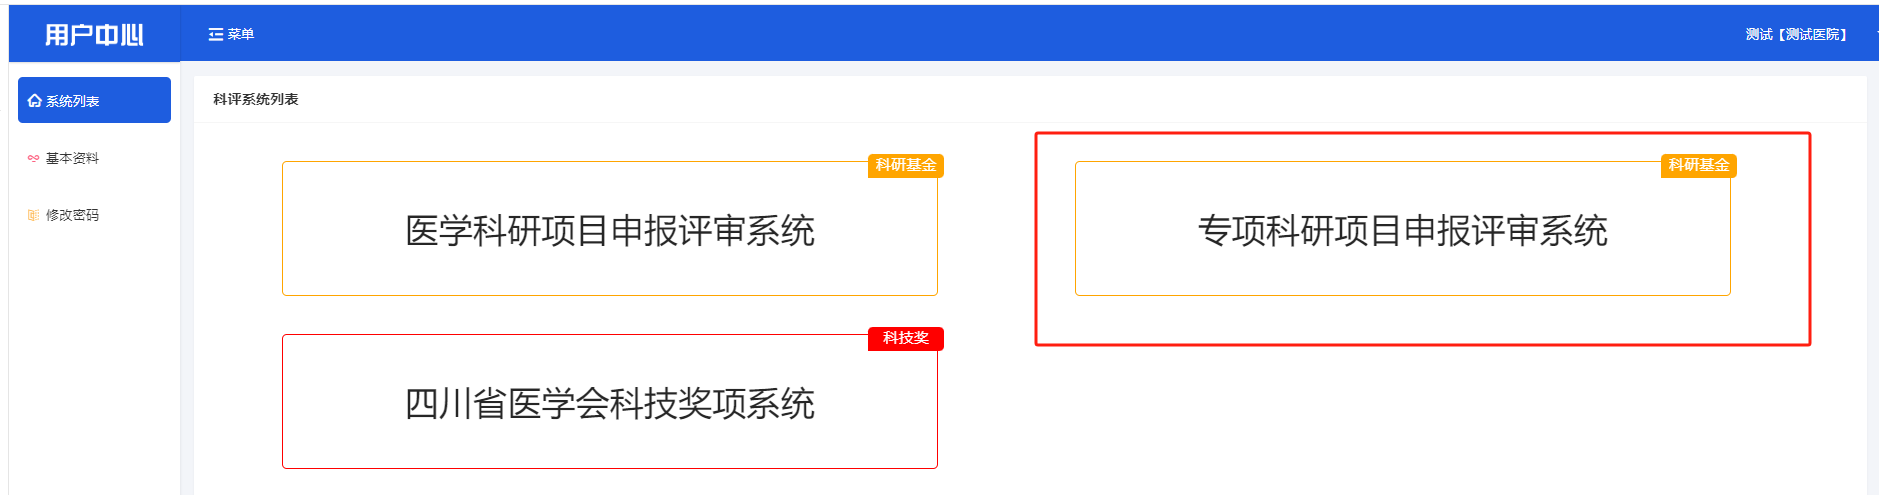 用户中心
菜单
测试【测试医院】
系统列表
基本资料
修改密码
科评系统列表
科研基金
医学科研项目申报评审系统
科研基金
专项科研项目申报评审系统
科技奖
四川省医学会科技奖项系统